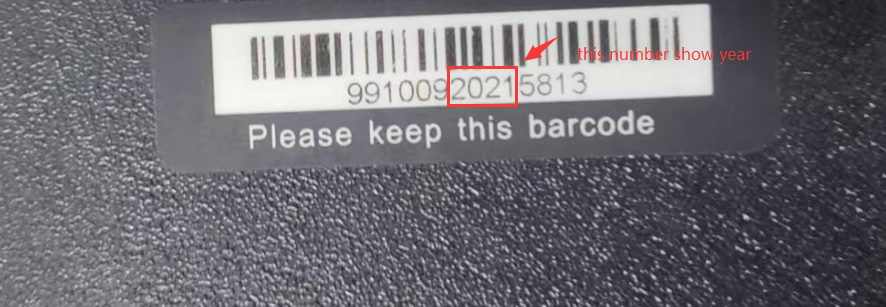 this number show year
99100920215813
Please keep this barcode